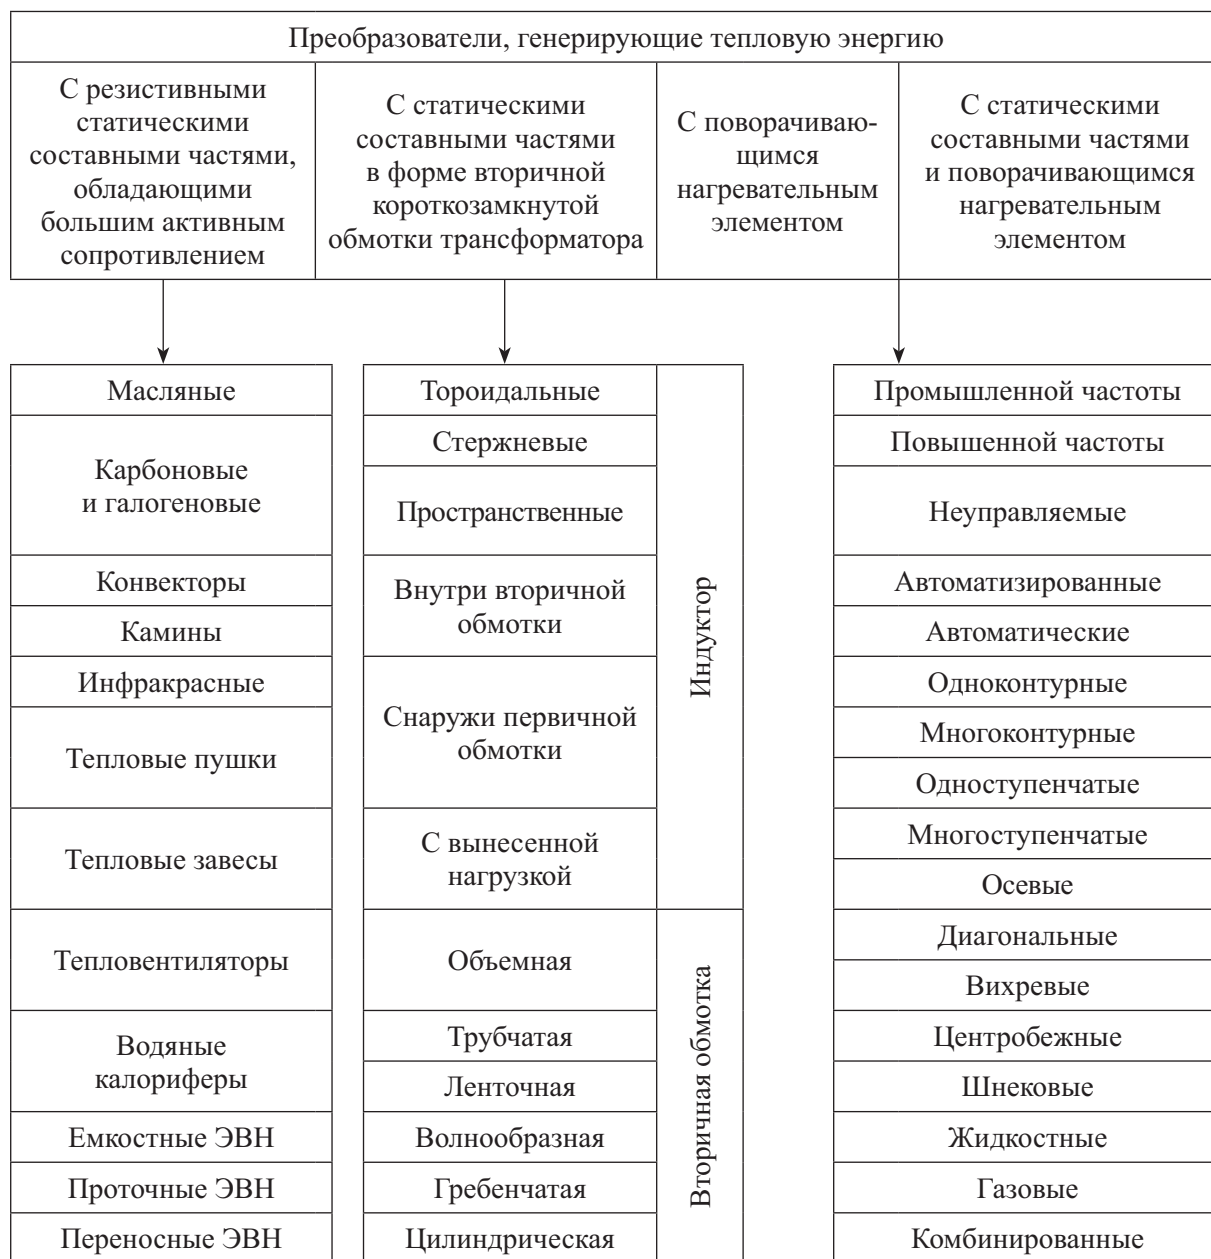 Преобразователи, генерирующие тепловую энергию
С резистивными
статическими
составными частями,
обладающими
большим активным
сопротивлением
С статическими
составными частями
в форме вторичной
короткозамкнутой
обмотки трансформатора
С поворачиваю-
щимся
нагревательным
элементом
С статическими
составными частями
и поворачивающимся
нагревательным
элементом
Масляные
Карбоновые
и галогеновые
Конвекторы
Камины
Инфракрасные
Тепловые пушки
Тепловые завесы
Тепловентиляторы
Водяные
калориферы
Емкостные ЭВН
Проточные ЭВН
Переносные ЭВН
Тороидальные
Стержневые
Пространственные
Внутри вторичной
обмотки
Снаружи первичной
обмотки
С вынесенной
нагрузкой
Индуктор
Объемная
Трубчатая
Ленточная
Волнообразная
Гребенчатая
Цилиндрическая
Вторичная обмотка
Промышленной частоты
Повышенной частоты
Неуправляемые
Автоматизированные
Автоматические
Одноконтурные
Многоконтурные
Одноступенчатые
Многоступенчатые
Осевые
Диагональные
Вихревые
Центробежные
Шнековые
Жидкостные
Газовые
Комбинированные